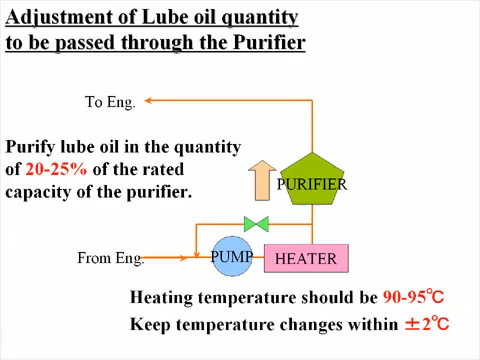 Adjustment of Lube oil quantity
to be passed through the Purifier
To Eng.
Purify lube oil in the quantity
of 20-25% of the rated
capacity of the purifier.
PURIFIER
From Eng.
PUMP
HEATER
Heating temperature should be 90-95℃
Keep temperature changes within ±2℃